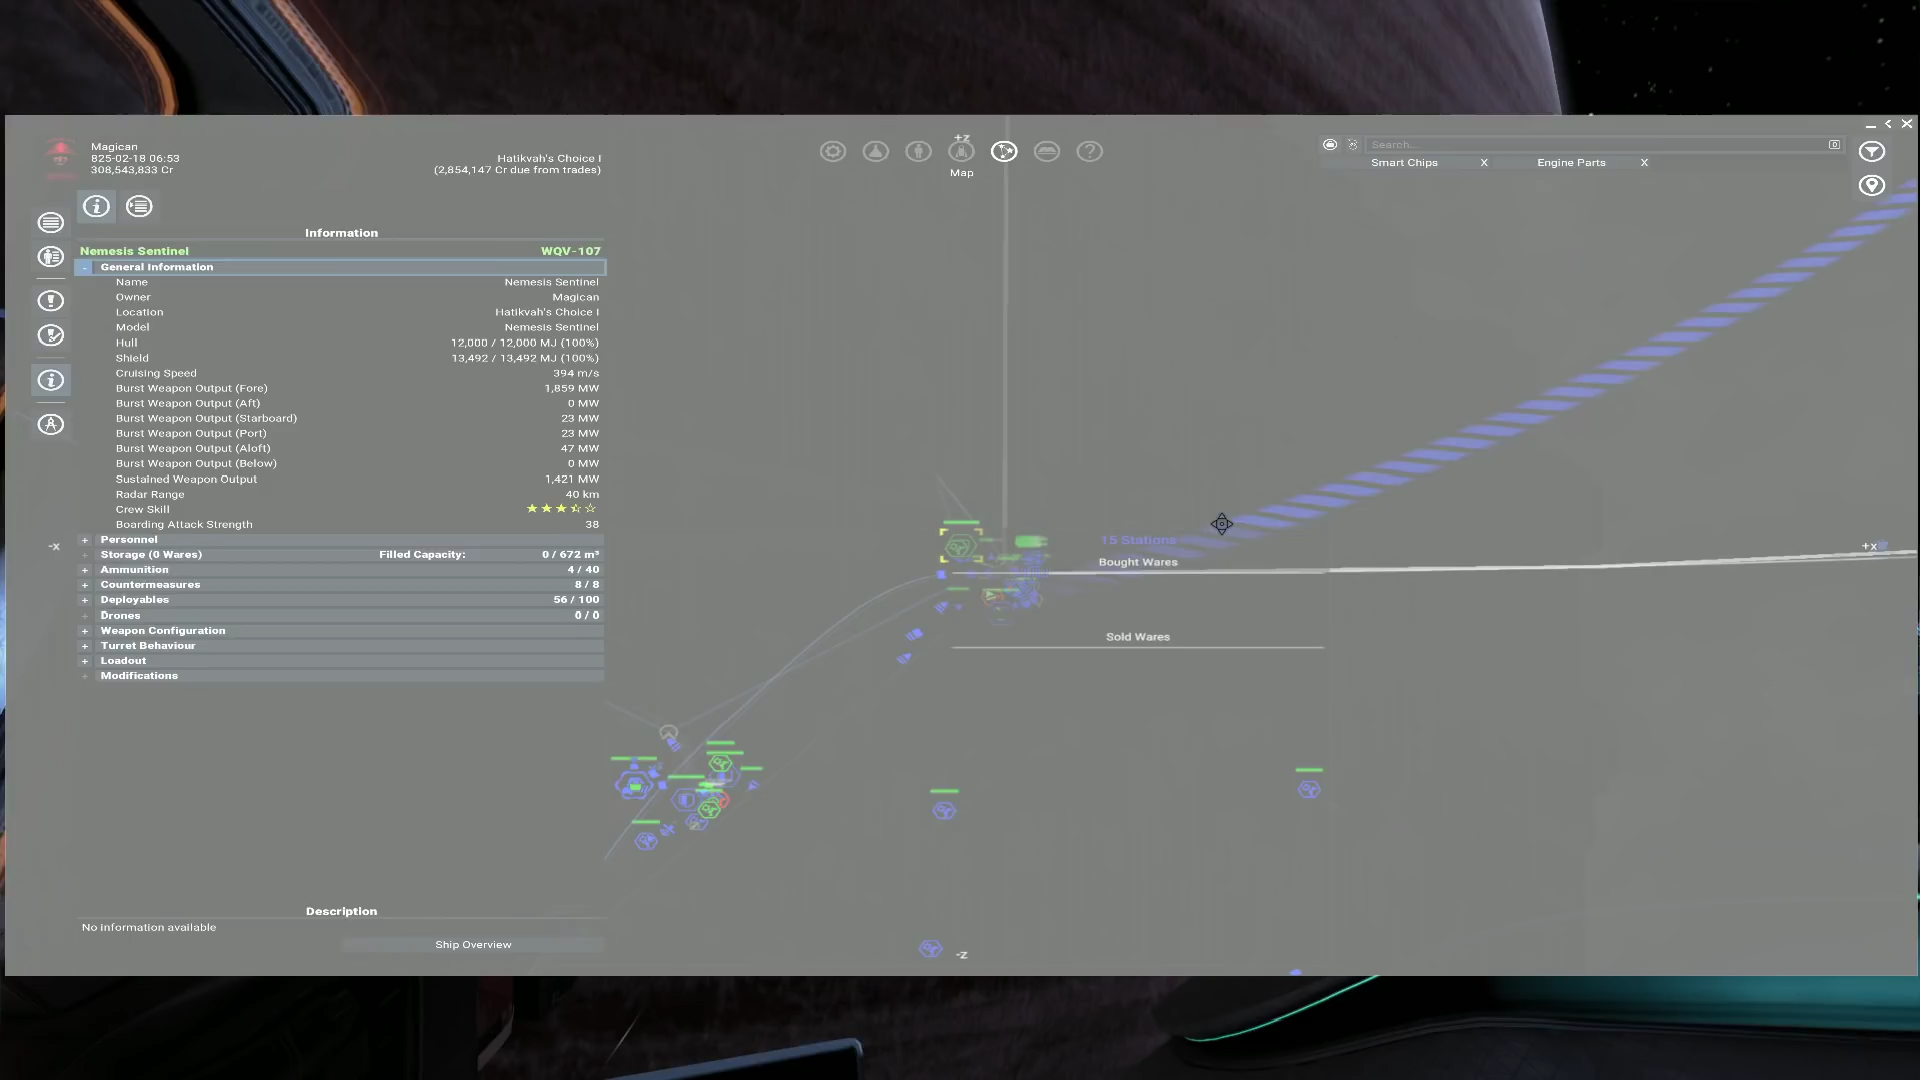 Magican
825-02-18 06:53
308,543,833 Cr
Hatikvah's Choice I
(2,854,147 Cr due from trades)
+Z
Map
Search...
Smart Chips X
Engine Parts X
Information
Nemesis Sentinel WQV-107
- General Information
Name Nemesis Sentinel
Owner Magican
Location Hatikvah's Choice I
Model Nemesis Sentinel
Hull 12,000 / 12,000 MJ (100%)
Shield 13,492 / 13,492 MJ (100%)
Cruising Speed 394 m/s
Burst Weapon Output (Fore) 1,859 MW
Burst Weapon Output (Aft) 0 MW
Burst Weapon Output (Starboard) 23 MW
Burst Weapon Output (Port) 23 MW
Burst Weapon Output (Aloft) 47 MW
Burst Weapon Output (Below) 0 MW
Sustained Weapon Output 1,421 MW
Radar Range 40 km
Crew Skill
Boarding Attack Strength 38
+ Personnel
+ Storage (0 Wares) Filled Capacity: 0 / 672 m³
+ Ammunition 4 / 40
+ Countermeasures 8 / 8
+ Deployables 56 / 100
+ Drones 0 / 0
+ Weapon Configuration
+ Turret Behaviour
+ Loadout
+ Modifications
-x
+x
15 Stations
Bought Wares
Sold Wares
Description
No information available
Ship Overview
-z